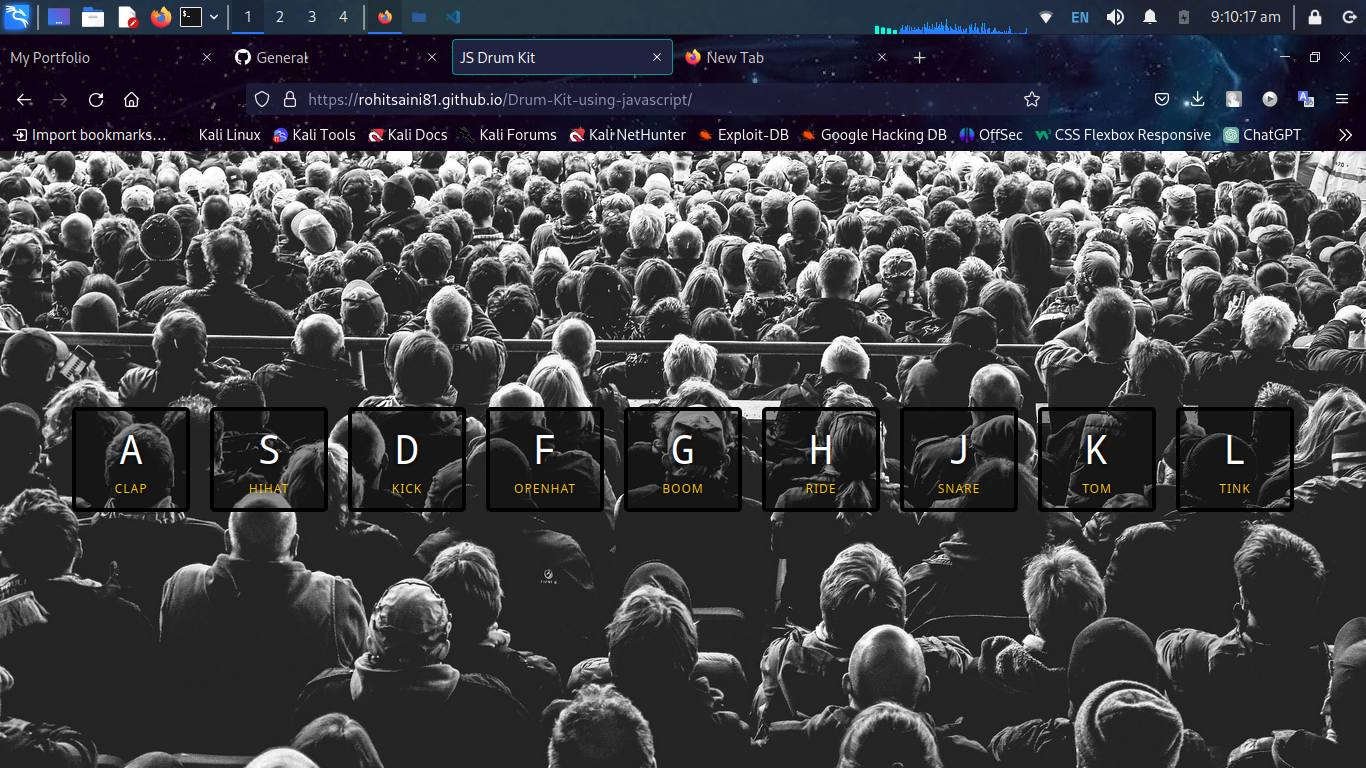 1 2 3 4 EN 9:10:17 am
My Portfolio General JS Drum Kit New Tab
https://rohitsaini81.github.io/Drum-Kit-using-javascript/
Import bookmarks… Kali Linux Kali Tools Kali Docs Kali Forums Kali NetHunter Exploit-DB Google Hacking DB OffSec CSS Flexbox Responsive ChatGPT
A S D F G H J K L
CLAP HIHAT KICK OPENHAT BOOM RIDE SNARE TOM TINK